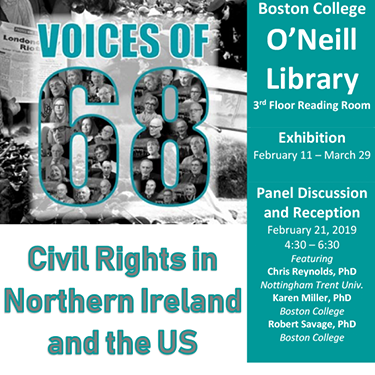 VOICES OF
68
London
Riot
Civil Rights in
Northern Ireland
and the US
Boston College
O’Neill
Library
3rd Floor Reading Room
Exhibition
February 11 – March 29
Panel Discussion
and Reception
February 21, 2019
4:30 – 6:30
Featuring
Chris Reynolds, PhD
Nottingham Trent Univ.
Karen Miller, PhD
Boston College
Robert Savage, PhD
Boston College